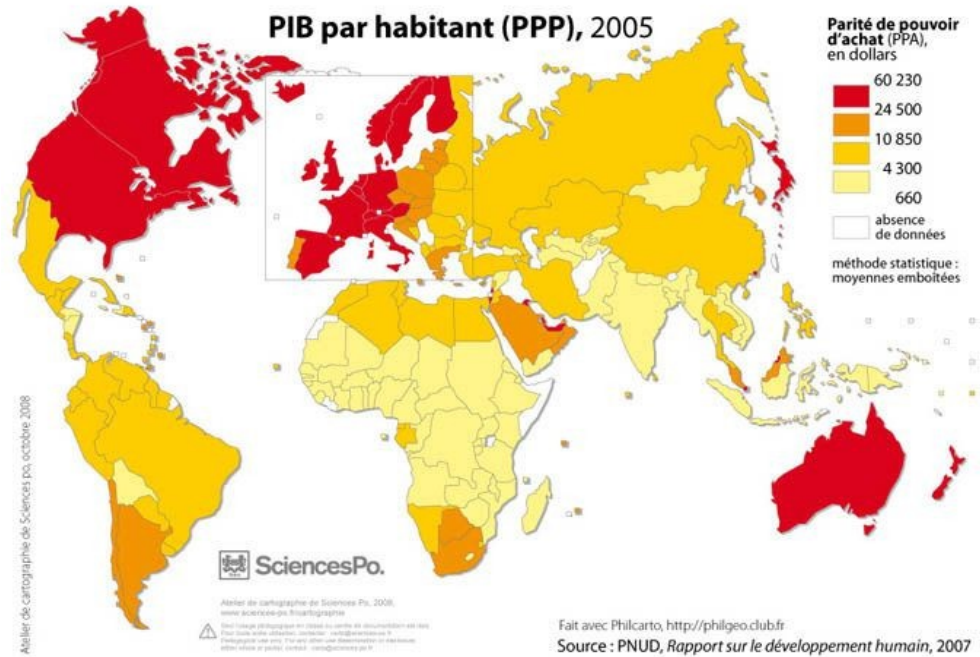 PIB par habitant (PPP), 2005
Parité de pouvoir
d'achat (PPA),
en dollars
60 230
24 500
10 850
4 300
660
absence
de données
méthode statistique :
moyennes emboîtées
Atelier de cartographie de Sciences po, octobre 2008
SciencesPo.
Atelier de cartographie de Sciences Po, 2008,
www.sciences-po.fr/cartographie
Fait avec Philcarto, http://philgeo.club.fr
Source : PNUD, Rapport sur le développement humain, 2007